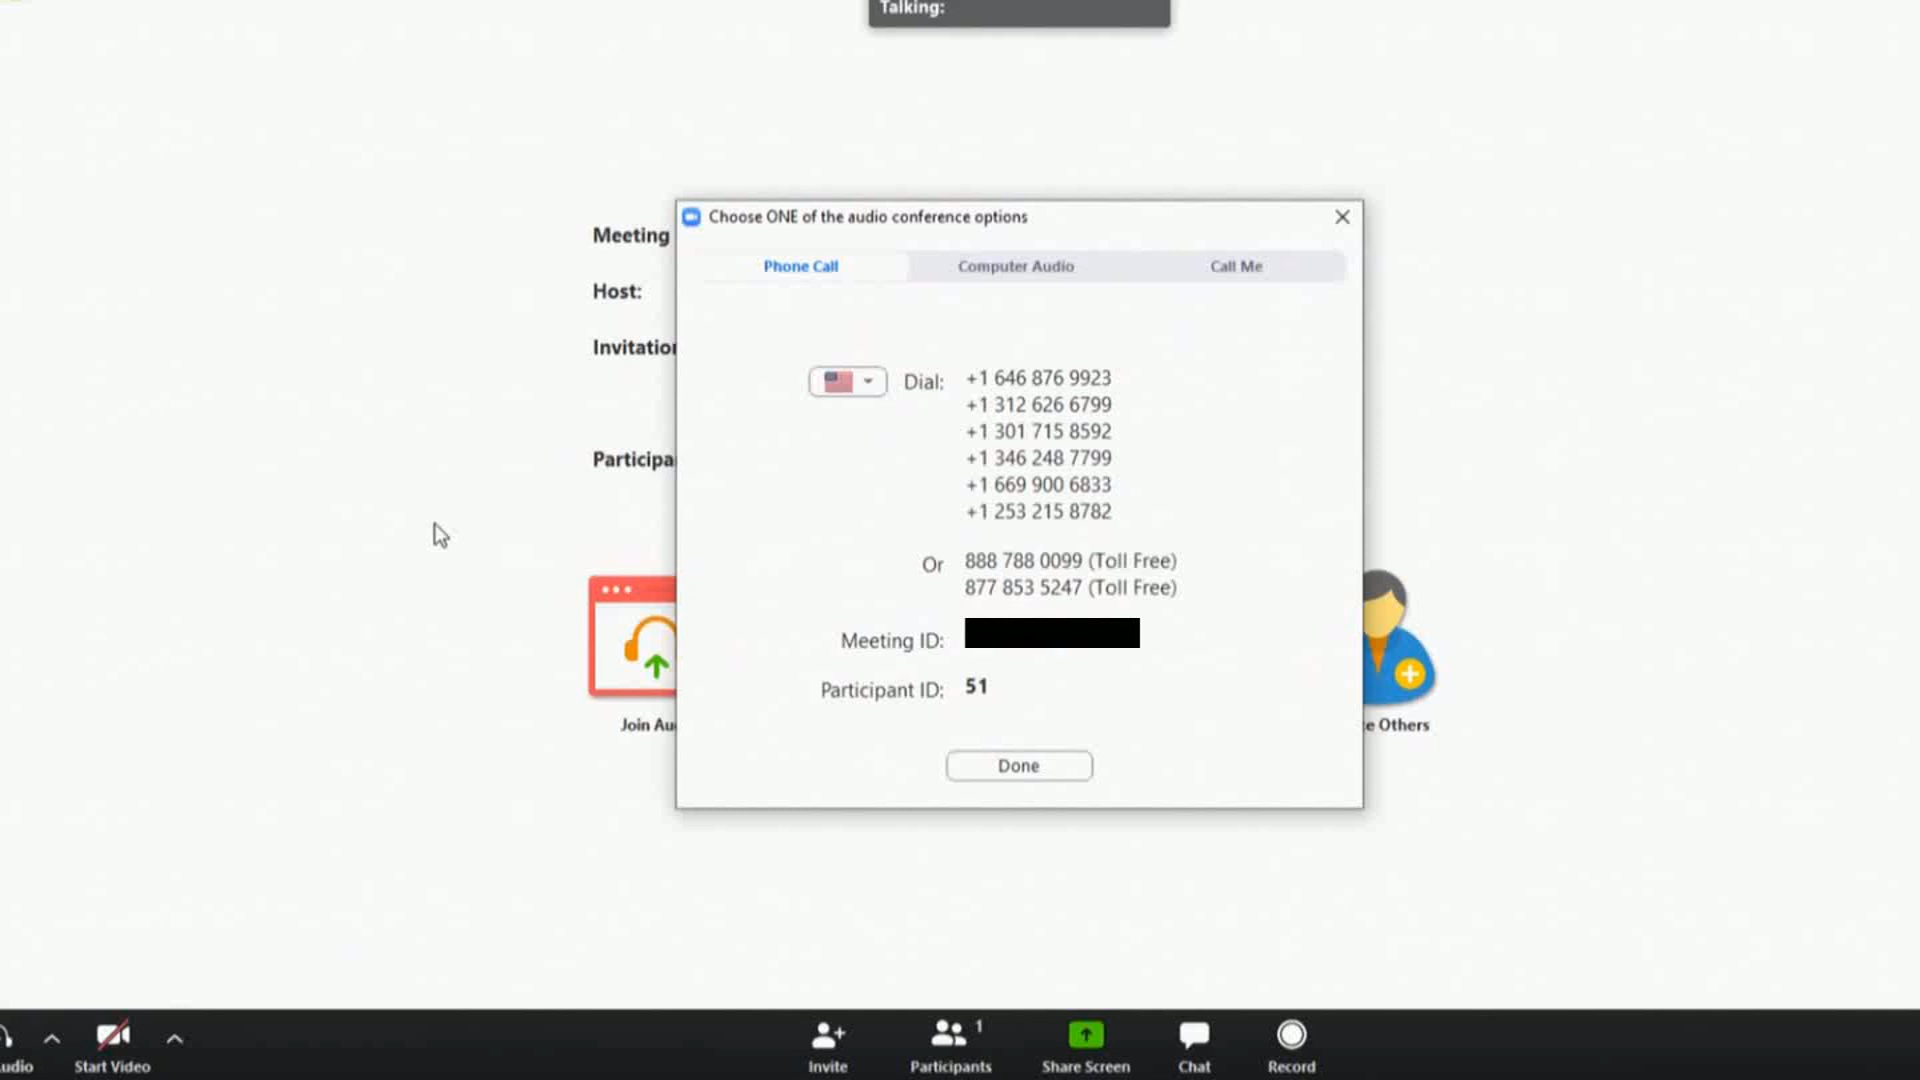 Talking:
Choose ONE of the audio conference options
Meeting
Phone Call
Computer Audio
Call Me
Host:
Invitation
Dial:
+1 646 876 9923
+1 312 626 6799
+1 301 715 8592
+1 346 248 7799
+1 669 900 6833
+1 253 215 8782
Participa
Or
888 788 0099 (Toll Free)
877 853 5247 (Toll Free)
Meeting ID:
Participant ID:
51
Join Au
e Others
Done
udio
Start Video
Invite
Participants
1
Share Screen
Chat
Record